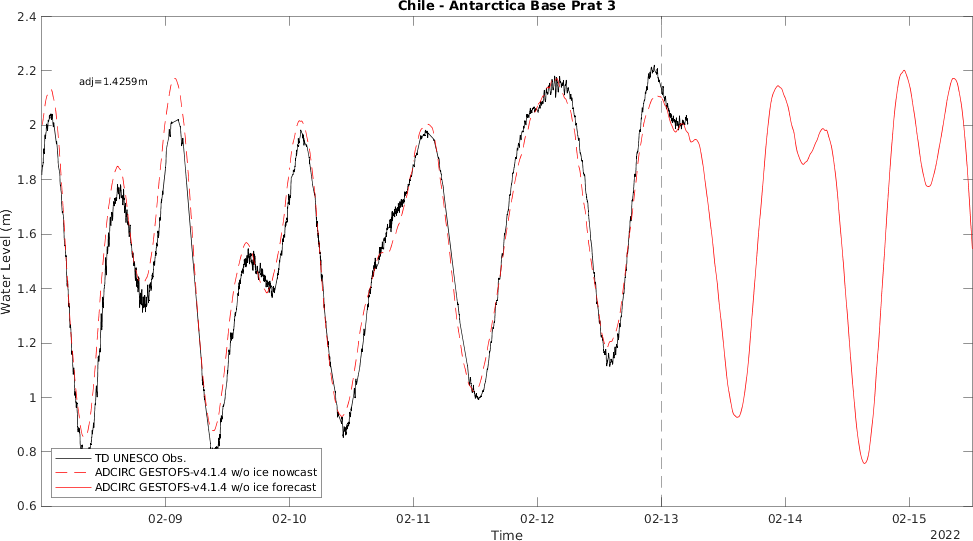 Chile - Antarctica Base Prat 3
2.4
2.2
2
1.8
1.6
1.4
1.2
1
0.8
0.6
Water Level (m)
adj=1.4259m
TD UNESCO Obs.
ADCIRC GESTOFS-v4.1.4 w/o ice nowcast
ADCIRC GESTOFS-v4.1.4 w/o ice forecast
02-09 02-10 02-11 02-12 02-13 02-14 02-15
Time
2022